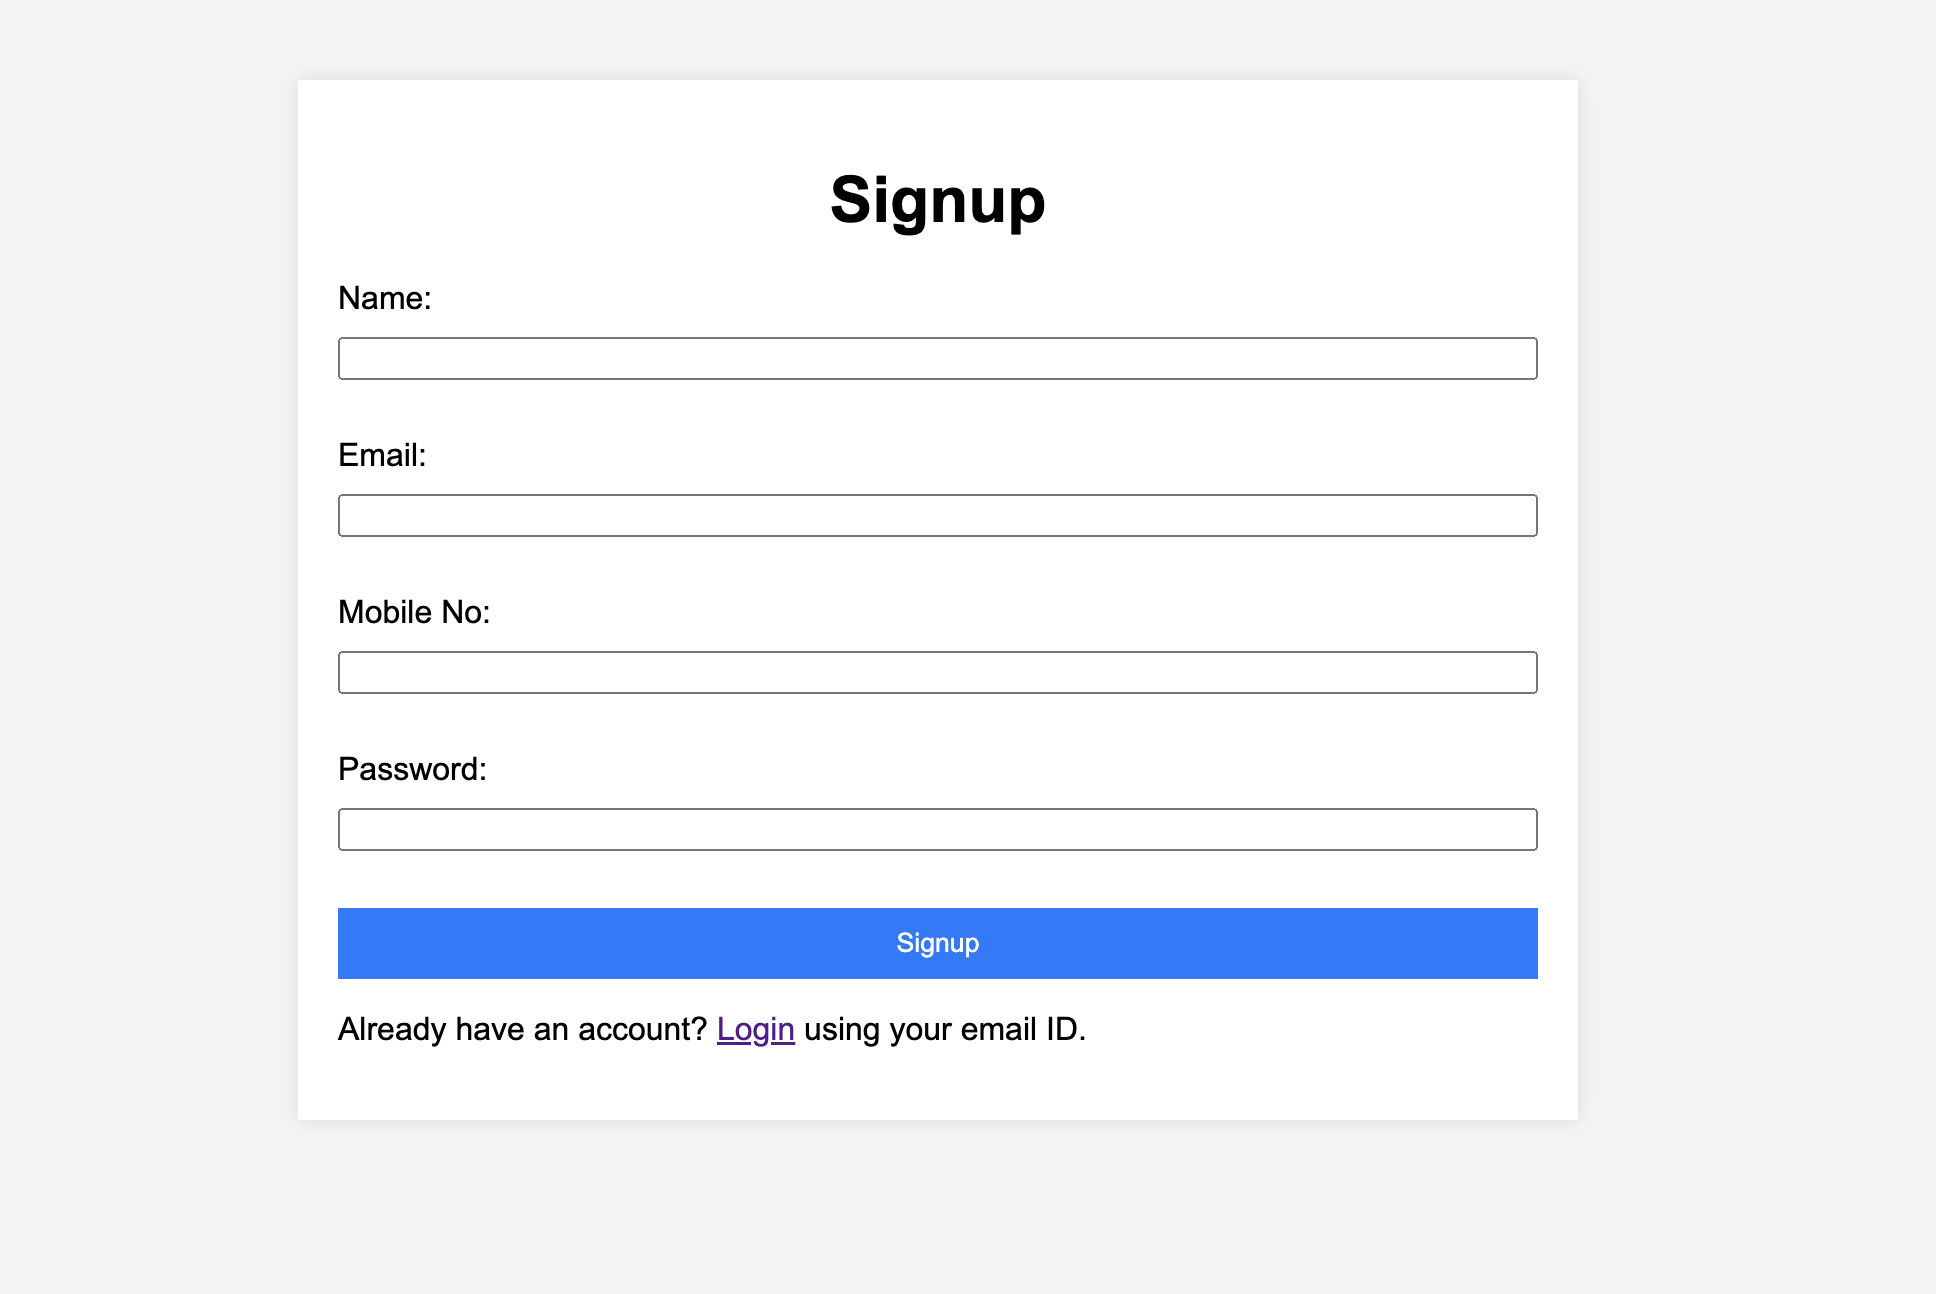 Signup
Name:
Email:
Mobile No:
Password:
Signup
Already have an account? Login using your email ID.